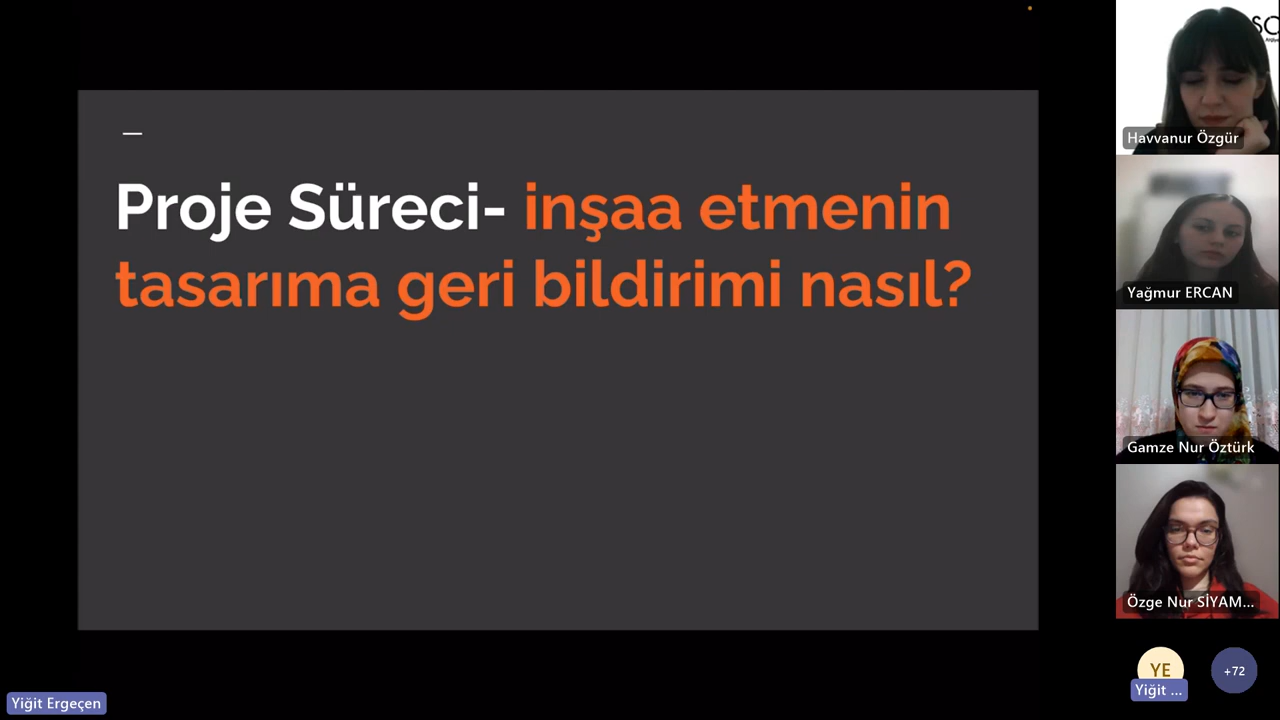 Proje Süreci- inşaa etmenin
tasarıma geri bildirimi nasıl?
Havvanur Özgür
Yağmur ERCAN
Gamze Nur Öztürk
Özge Nur SİYAM...
YE
Yiğit ...
+72
Yiğit Ergeçen